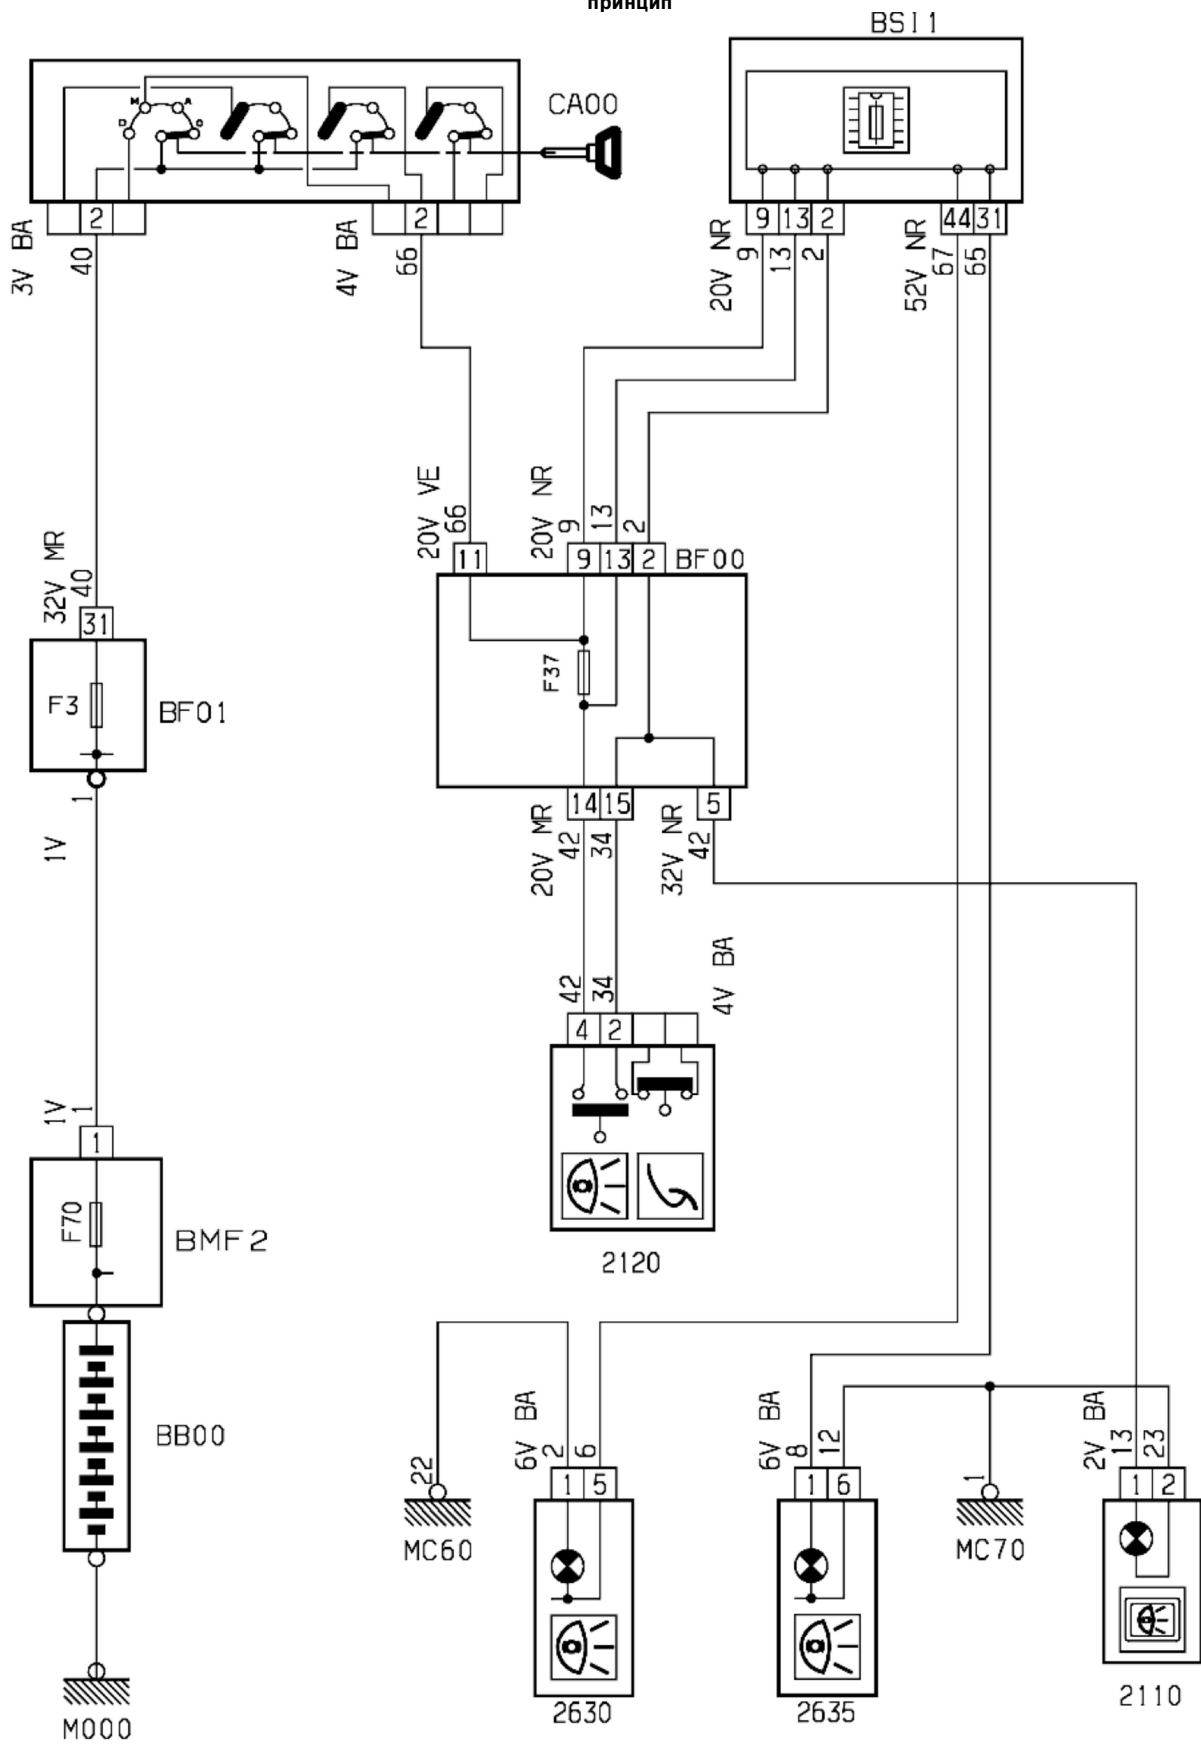 принцип
BSI1
CA00
M A
D D
2 2
9 13 2 44 31
3V BA 40
4V BA 66
20V NR 9 13 2
52V NR 67 65
20V VE 66
20V NR 9 13 2
11 9 13 2 BF00
32V MR 40
31
F3 BF01
F37
1
1V
14 15 5
20V MR 42 34
32V NR 42
42 34 4V BA
4 2
1V 1
1
F70 BMF2
2120
BB00
22
6V BA 2 6
6V BA 8 12
1
2V BA 13 23
1 5
1 6
1 2
MC60
MC70
2630
2635
2110
M000